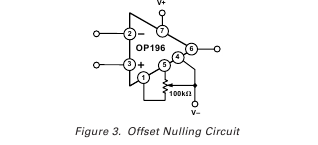 V+
7
2 −
6
OP196
3 +
4
5
1
100kΩ
V−
Figure 3. Offset Nulling Circuit